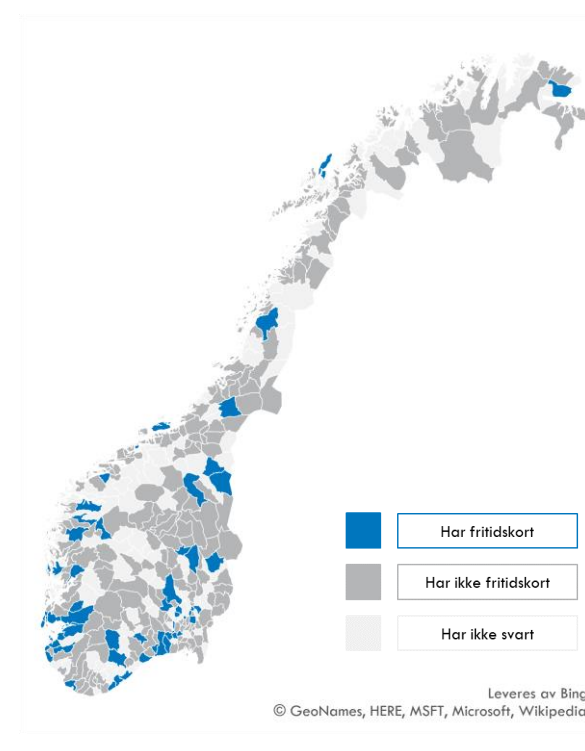 Har fritidskort
Har ikke fritidskort
Har ikke svart
Leveres av Bing
© GeoNames, HERE, MSFT, Microsoft, Wikipedia